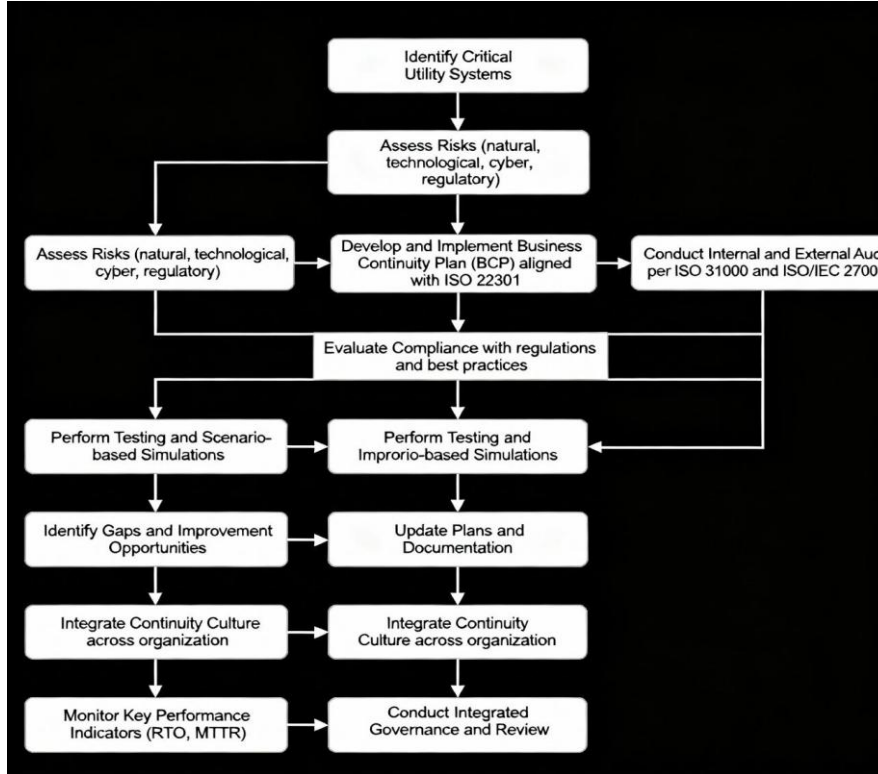 Identify Critical
Utility Systems
Assess Risks (natural,
technological, cyber,
regulatory)
Assess Risks (natural, technological,
cyber, regulatory)
Develop and Implement Business
Continuity Plan (BCP) aligned
with ISO 22301
Conduct Internal and External Auc
per ISO 31000 and ISO/IEC 2700
Evaluate Compliance with regulations
and best practices
Perform Testing and Scenario-
based Simulations
Perform Testing and
Improrio-based Simulations
Identify Gaps and Improvement
Opportunities
Update Plans and
Documentation
Integrate Continuity Culture
across organization
Integrate Continuity
Culture across organization
Monitor Key Performance
Indicators (RTO, MTTR)
Conduct Integrated
Governance and Review